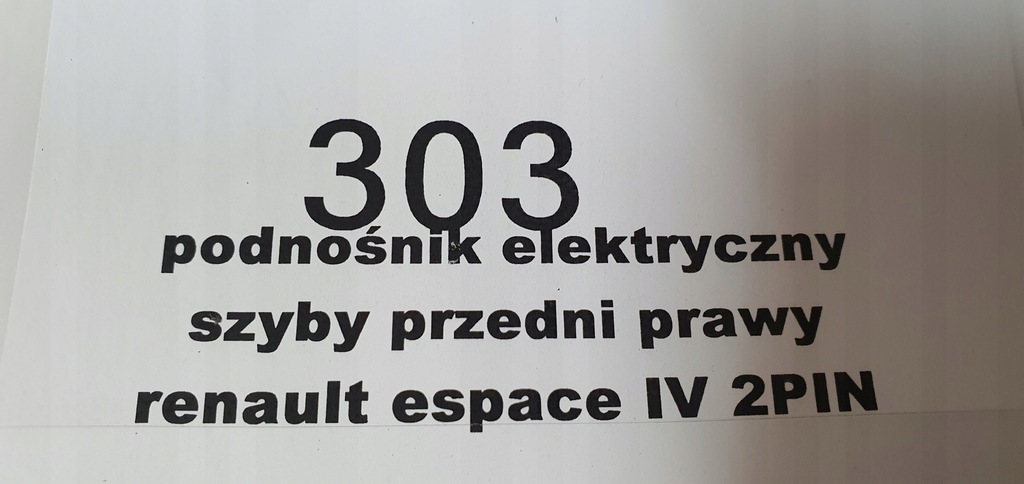 303
podnośnik elektryczny
szyby przedni prawy
renault espace IV 2PIN